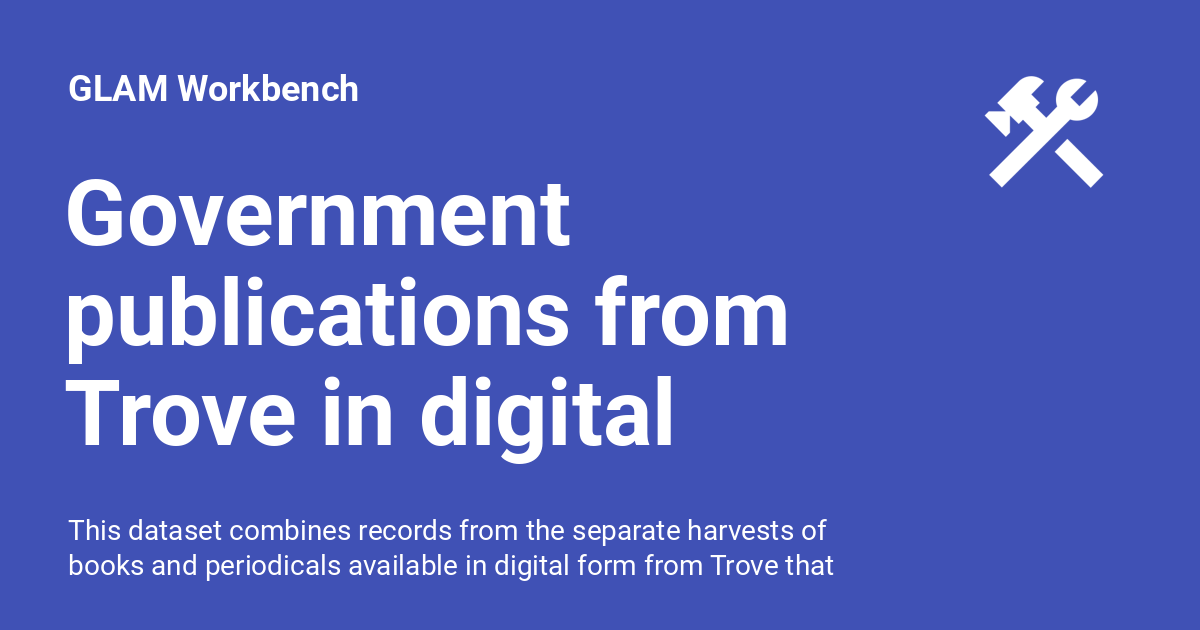 GLAM Workbench
Government
publications from
Trove in digital
This dataset combines records from the separate harvests of
books and periodicals available in digital form from Trove that